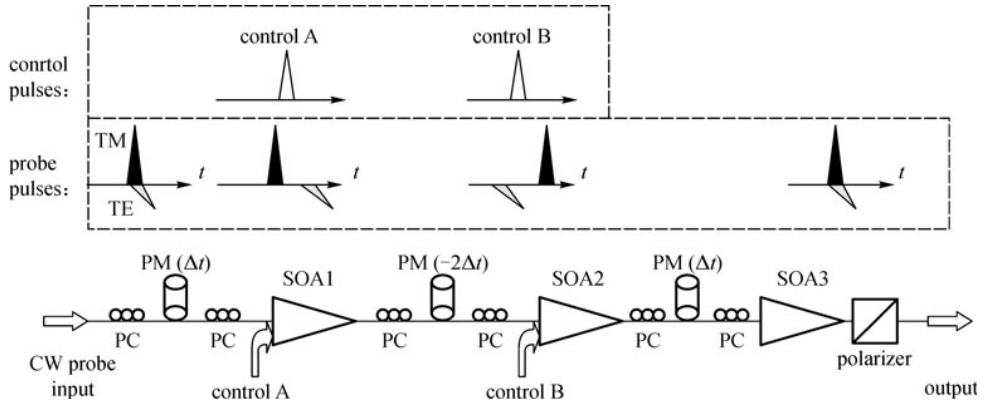 control A
control B
conrtol
pulses:
TM
t
t
t
t
probe
pulses:
TE
PM (Δt)
SOA1
PM (−2Δt)
SOA2
PM (Δt)
SOA3
PC
PC
PC
PC
PC
PC
CW probe
input
control A
control B
polarizer
output